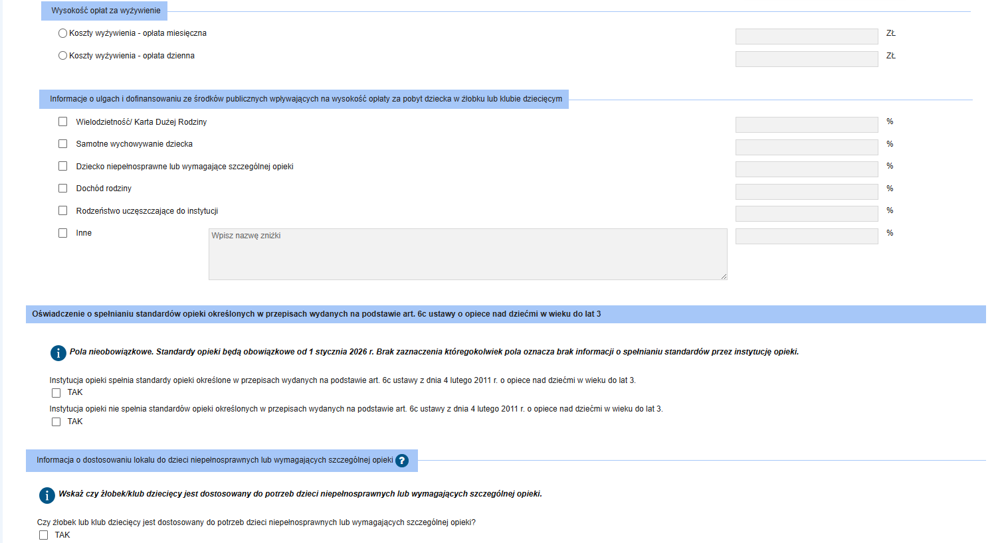 Wysokość opłat za wyżywienie
Koszty wyżywienia - opłata miesięczna ZŁ
Koszty wyżywienia - opłata dzienna ZŁ
Informacje o ulgach i dofinansowaniu ze środków publicznych wpływających na wysokość opłaty za pobyt dziecka w żłobku lub klubie dziecięcym
Wielodzietność/ Karta Dużej Rodziny %
Samotne wychowywanie dziecka %
Dziecko niepełnosprawne lub wymagające szczególnej opieki %
Dochód rodziny %
Rodzeństwo uczęszczające do instytucji %
Inne Wpisz nazwę zniżki %
Oświadczenie o spełnianiu standardów opieki określonych w przepisach wydanych na podstawie art. 6c ustawy o opiece nad dziećmi w wieku do lat 3
Pola nieobowiązkowe. Standardy opieki będą obowiązkowe od 1 stycznia 2026 r. Brak zaznaczenia któregokolwiek pola oznacza brak informacji o spełnianiu standardów przez instytucję opieki.
Instytucja opieki spełnia standardy opieki określone w przepisach wydanych na podstawie art. 6c ustawy z dnia 4 lutego 2011 r. o opiece nad dziećmi w wieku do lat 3.
TAK
Instytucja opieki nie spełnia standardów opieki określonych w przepisach wydanych na podstawie art. 6c ustawy z dnia 4 lutego 2011 r. o opiece nad dziećmi w wieku do lat 3.
TAK
Informacja o dostosowaniu lokalu do dzieci niepełnosprawnych lub wymagających szczególnej opieki ?
Wskaż czy żłobek/klub dziecięcy jest dostosowany do potrzeb dzieci niepełnosprawnych lub wymagających szczególnej opieki.
Czy żłobek lub klub dziecięcy jest dostosowany do potrzeb dzieci niepełnosprawnych lub wymagających szczególnej opieki?
TAK